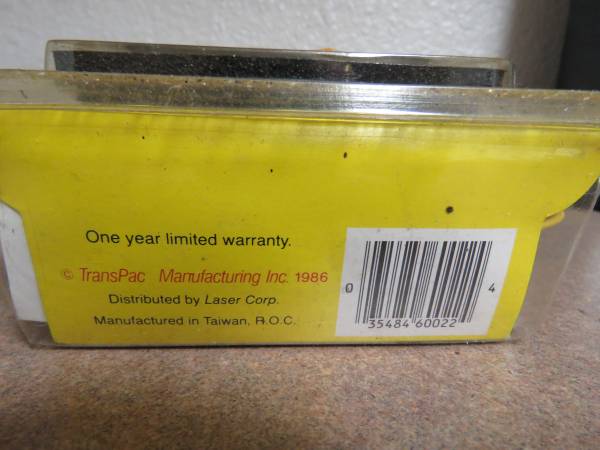 One year limited warranty.
© TransPac Manufacturing Inc. 1986
Distributed by Laser Corp.
Manufactured in Taiwan, R.O.C.
0 35484 60022 4